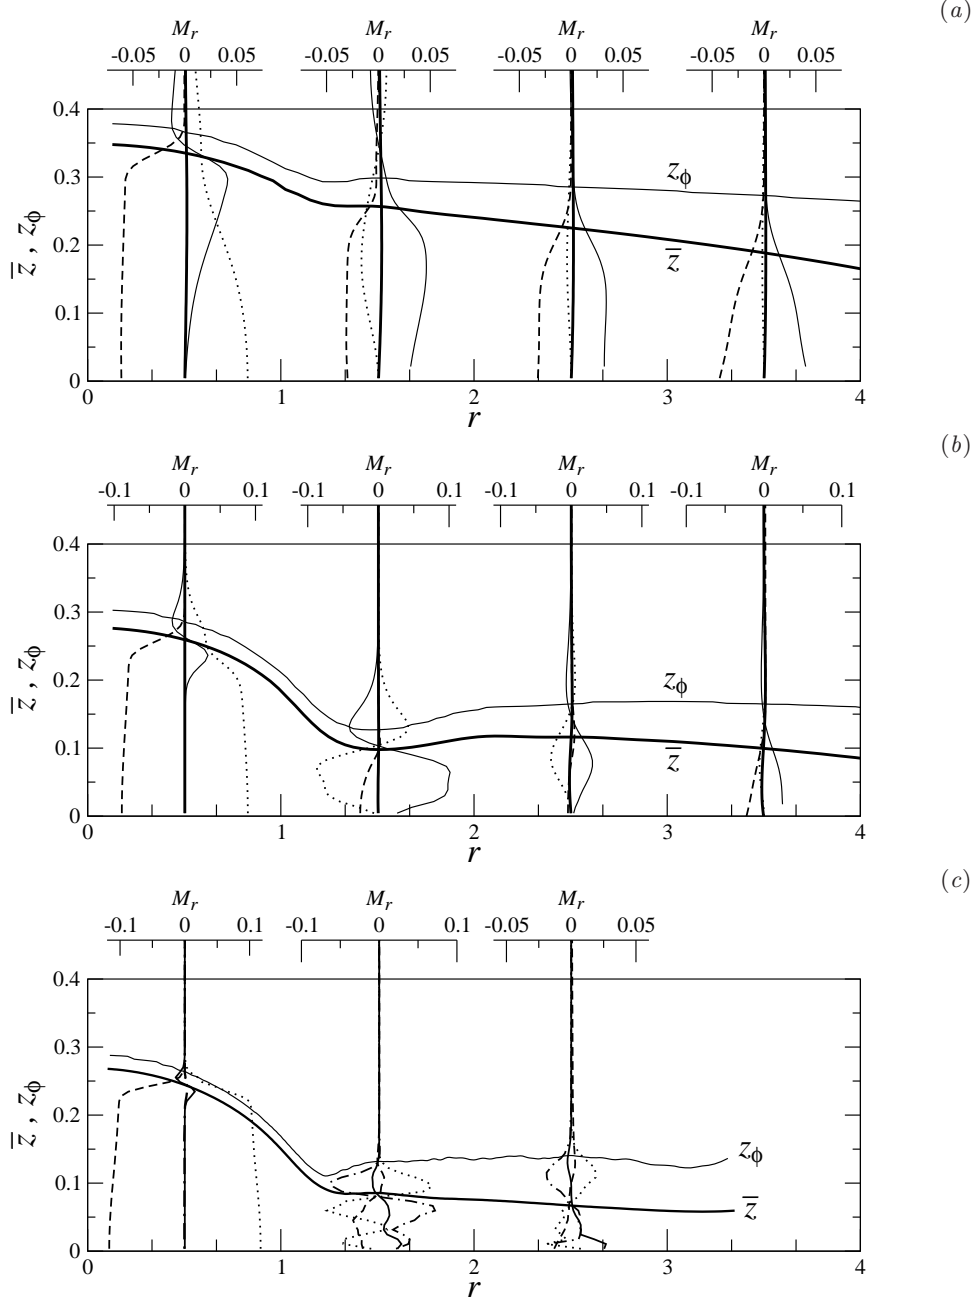 (a)
M_r M_r M_r M_r
-0.05 0 0.05 -0.05 0 0.05 -0.05 0 0.05 -0.05 0 0.05
0.4
0.3
z_ϕ
z̅ , z_ϕ
0.2
z̅
0.1
0
0 1 2 3 4
r
(b)
M_r M_r M_r M_r
-0.1 0 0.1 -0.1 0 0.1 -0.1 0 0.1 -0.1 0 0.1
0.4
0.3
z̅ , z_ϕ
0.2
z_ϕ
0.1
z̅
0
0 1 2 3 4
r
(c)
M_r M_r M_r
-0.1 0 0.1 -0.1 0 0.1 -0.05 0 0.05
0.4
0.3
z̅ , z_ϕ
0.2
z_ϕ
0.1
z̅
0
0 1 2 3 4
r